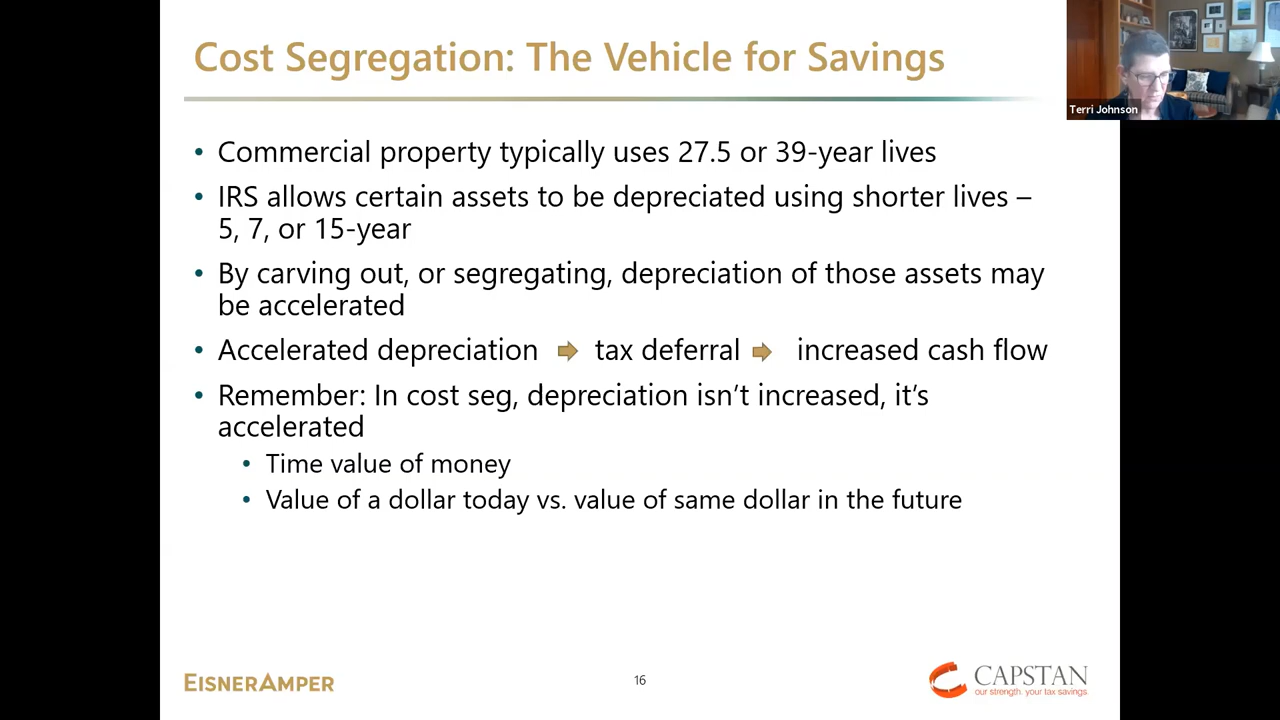 Cost Segregation: The Vehicle for Savings
Terri Johnson
• Commercial property typically uses 27.5 or 39-year lives
• IRS allows certain assets to be depreciated using shorter lives –
5, 7, or 15-year
• By carving out, or segregating, depreciation of those assets may
be accelerated
• Accelerated depreciation ➡ tax deferral ➡ increased cash flow
• Remember: In cost seg, depreciation isn’t increased, it’s
accelerated
• Time value of money
• Value of a dollar today vs. value of same dollar in the future
EISNERAMPER
16
CAPSTAN
our strength. your tax savings.